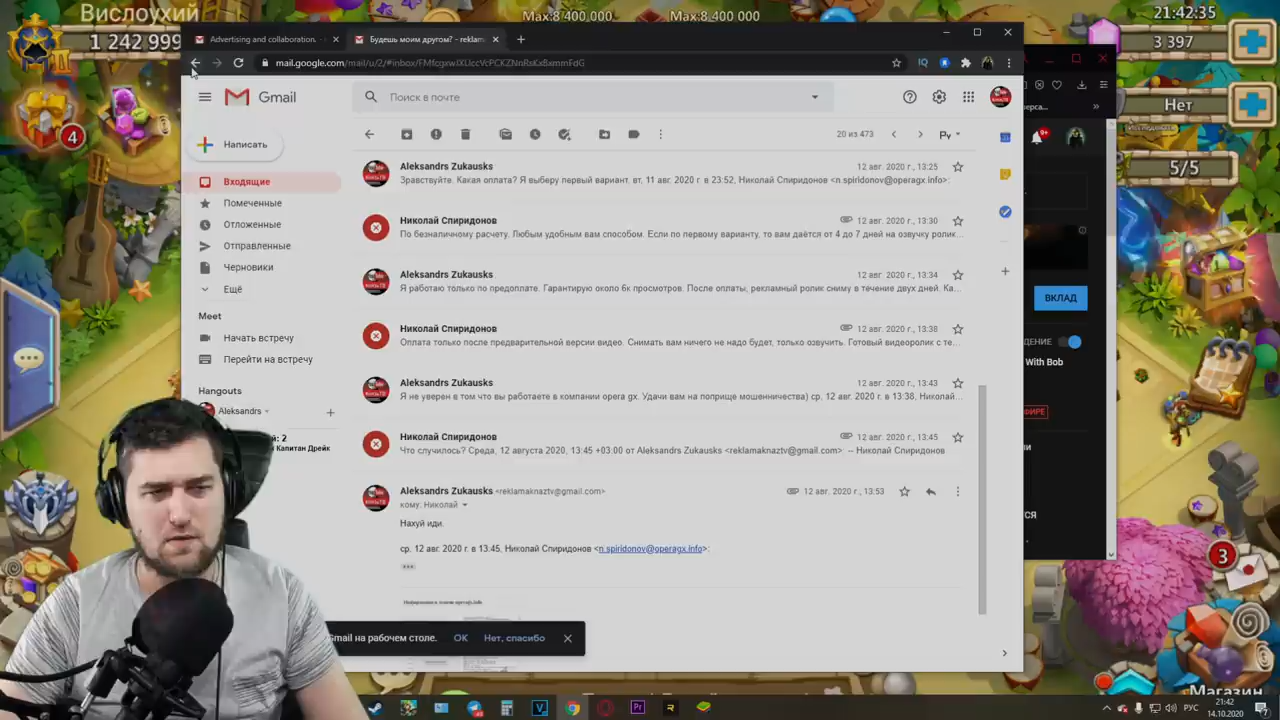 Вислоухий
1 242 999
Max:8 400 000
Max:8 400 000
21:42:35
3 397
Нет
5/5
4
3
Advertising and collaboration.
Будешь моим другом? - reklam
Gmail
Поиск в почте
Написать
20 из 473
Входящие
Помеченные
Отложенные
Отправленные
Черновики
Ещё
Meet
Начать встречу
Перейти на встречу
Hangouts
Aleksandrs
Капитан Дрейк
Aleksandrs Zukausks
12 авг. 2020 г., 13:25
Зравствуйте. Какая оплата? Я выберу первый вариант. вт, 11 авг. 2020 г. в 23:52, Николай Спиридонов <n.spiridonov@operagx.info>:
Николай Спиридонов
12 авг. 2020 г., 13:30
По безналичному расчету. Любым удобным вам способом. Если по первому варианту, то вам даётся от 4 до 7 дней на озвучку ролик...
Aleksandrs Zukausks
12 авг. 2020 г., 13:34
Я работаю только по предоплате. Гарантирую около 6к просмотров. После оплаты, рекламный ролик сниму в течение двух дней. Ка...
Николай Спиридонов
12 авг. 2020 г., 13:38
Оплата только после предварительной версии видео. Снимать вам ничего не надо будет, только озвучить. Готовый видеоролик с те...
Aleksandrs Zukausks
12 авг. 2020 г., 13:43
Я не уверен в том что вы работаете в компании opera gx. Удачи вам на поприще мошенничества) ср, 12 авг. 2020 г. в 13:38, Николай...
Николай Спиридонов
12 авг. 2020 г., 13:45
Что случилось? Среда, 12 августа 2020, 13:45 +03:00 от Aleksandrs Zukausks <reklamaknaztv@gmail.com> -- Николай Спиридонов
Aleksandrs Zukausks <reklamaknaztv@gmail.com>
12 авг. 2020 г., 13:53
кому: Николай
Нахуй иди.
ср, 12 авг. 2020 г. в 13:45, Николай Спиридонов <n.spiridonov@operagx.info>:
Gmail на рабочем столе.
ОК
Нет, спасибо
9+
ВКЛАД
ДЕНИЕ
With Bob
ФИРЕ
Магазин
РУС
21:42
14.10.2020